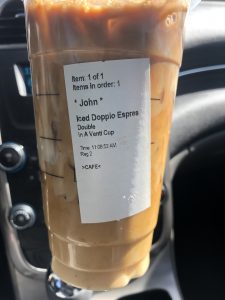 Item: 1 of 1
Items in order: 1
* John *
Iced Doppio Espres
Double
In A Venti Cup
Time: 11:08:53 AM
Reg 2
>CAFE<